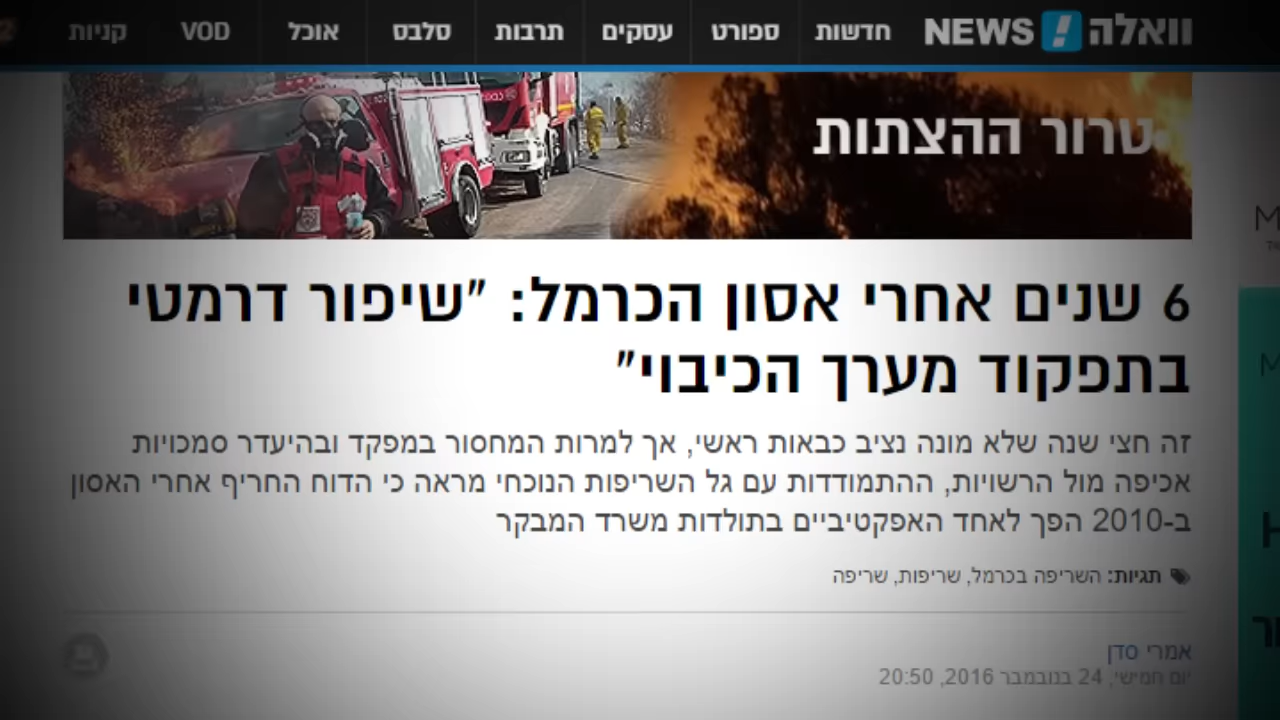 וואלה! NEWS
חדשות ספורט עסקים תרבות סלבס אוכל VOD קניות
טרור ההצתות
6 שנים אחרי אסון הכרמל: "שיפור דרמטי
בתפקוד מערך הכיבוי"
זה חצי שנה שלא מונה נציב כבאות ראשי, אך למרות המחסור במפקד ובהיעדר סמכויות
אכיפה מול הרשויות, ההתמודדות עם גל השריפות הנוכחי מראה כי הדוח החריף אחרי האסון
ב-2010 הפך לאחד האפקטיביים בתולדות משרד המבקר
תגיות: השריפה בכרמל, שריפות, שריפה
אמרי סדן
יום חמישי, 24 בנובמבר 2016, 20:50